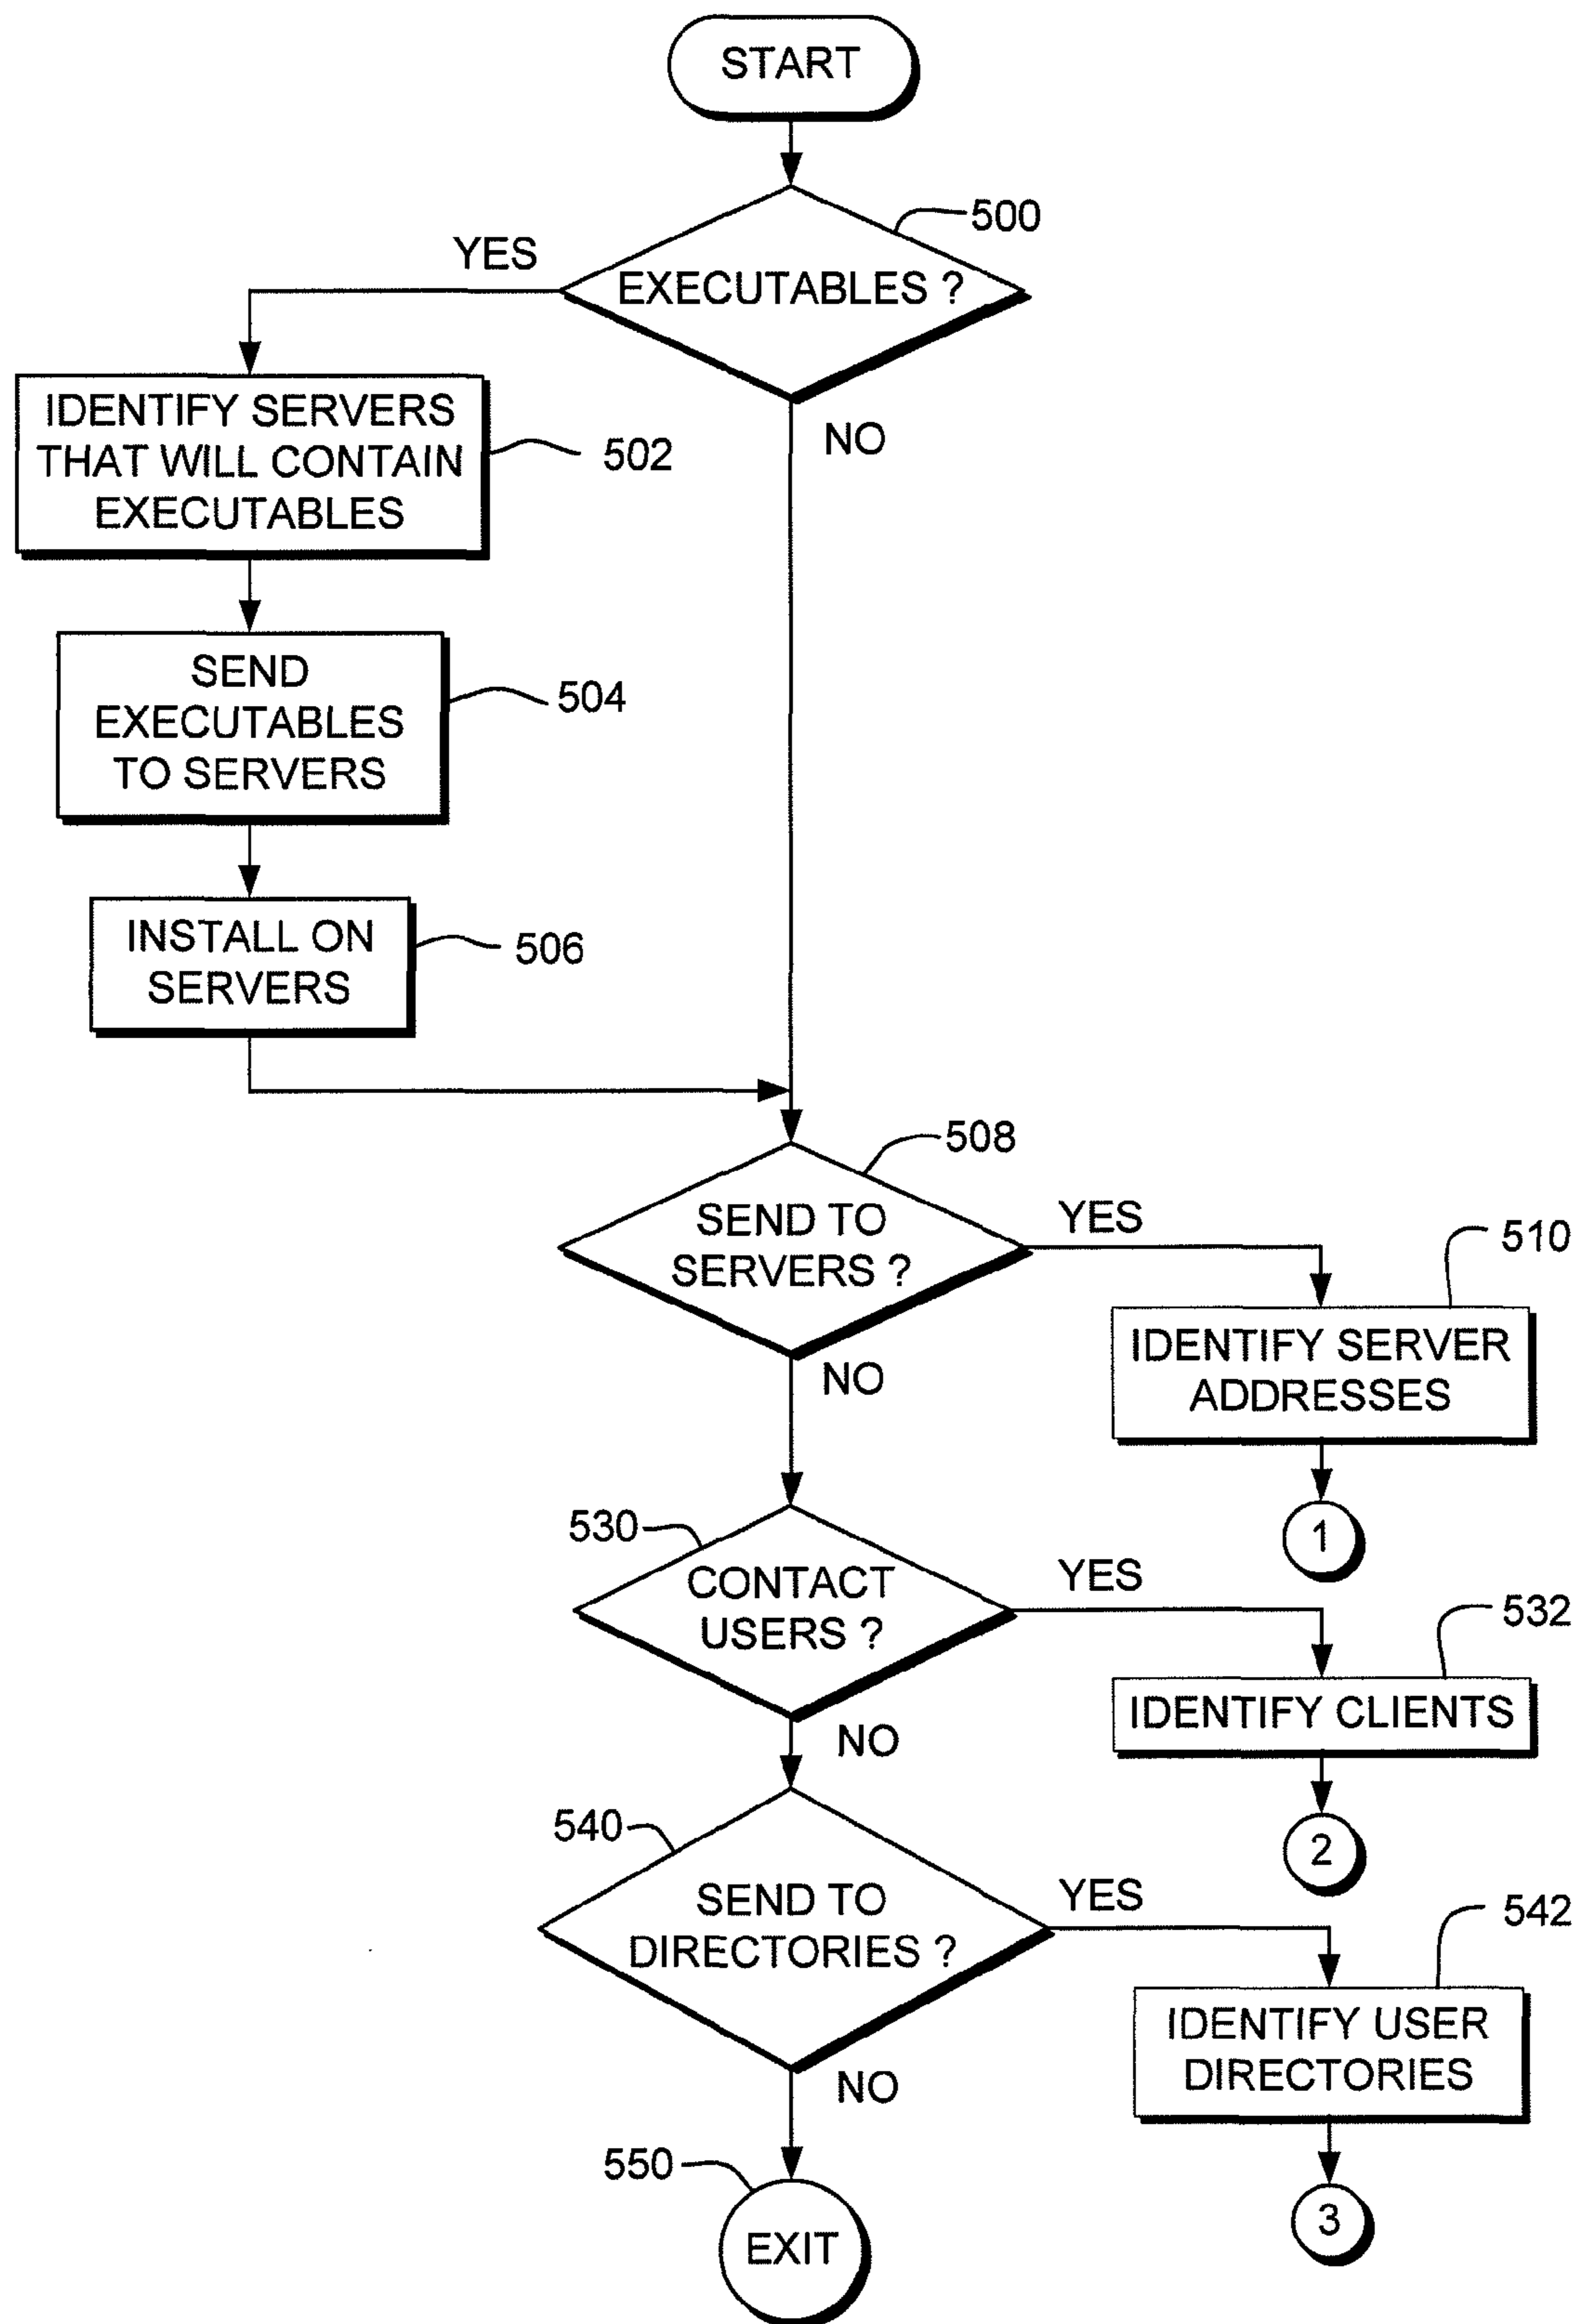 START
500
YES
EXECUTABLES ?
IDENTIFY SERVERS
THAT WILL CONTAIN
EXECUTABLES
502
NO
SEND
EXECUTABLES
TO SERVERS
504
INSTALL ON
SERVERS
506
508
SEND TO
SERVERS ?
YES
510
IDENTIFY SERVER
ADDRESSES
NO
1
530
CONTACT
USERS ?
YES
532
IDENTIFY CLIENTS
NO
2
540
SEND TO
DIRECTORIES ?
YES
542
IDENTIFY USER
DIRECTORIES
NO
3
550
EXIT